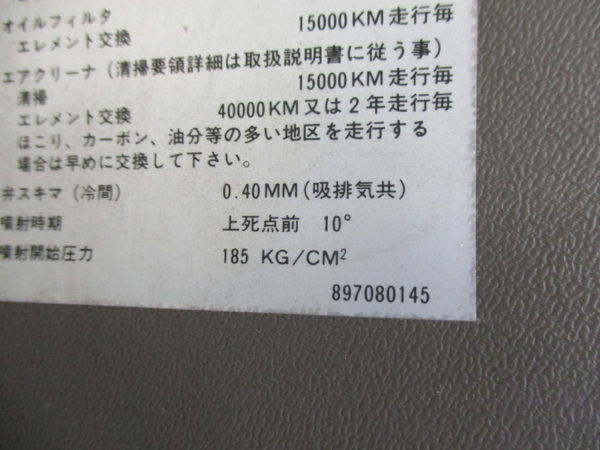 オイルフィルタ
エレメント交換 15000KM走行毎
エアクリーナ（清掃要領詳細は取扱説明書に従う事）
清掃 15000KM走行毎
エレメント交換 40000KM又は2年走行毎
ほこり、カーボン、油分等の多い地区を走行する
場合は早めに交換して下さい。
弁スキマ（冷間） 0.40MM（吸排気共）
噴射時期 上死点前 10°
噴射開始圧力 185 KG/CM²
897080145